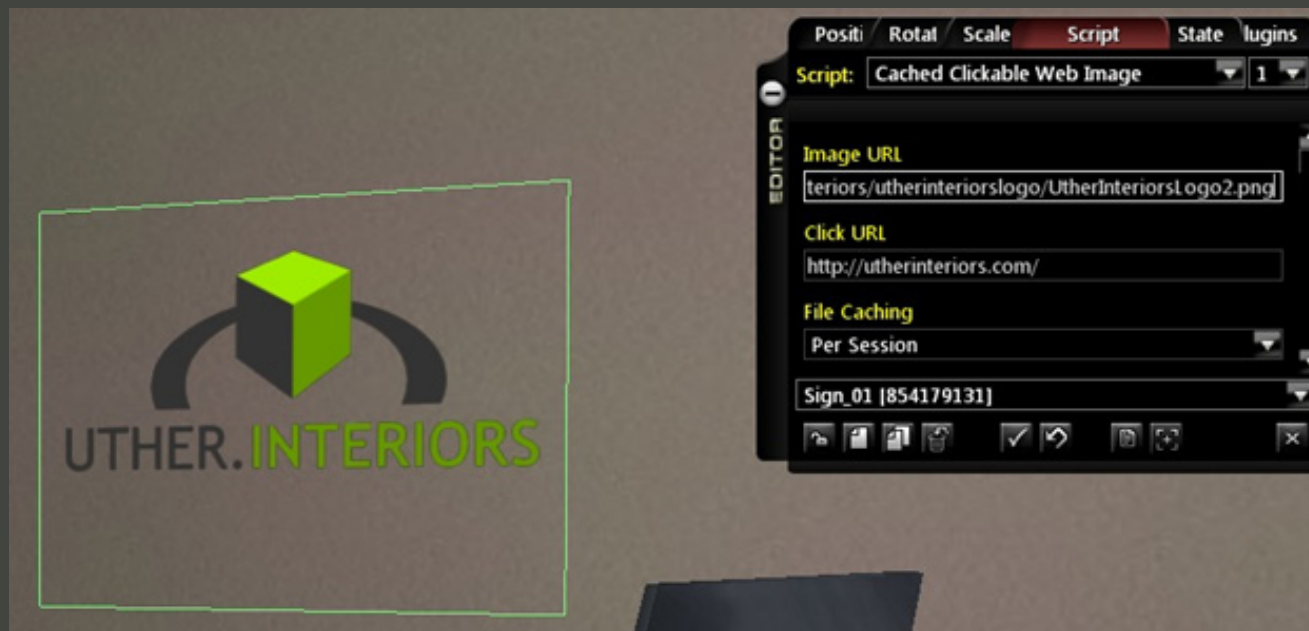 UTHER.INTERIORS
Positi Rotat Scale Script State lugins
Script: Cached Clickable Web Image 1
EDITOR
Image URL
teriors/utherinteriorslogo/UtherInteriorsLogo2.png
Click URL
http://utherinteriors.com/
File Caching
Per Session
Sign_01 [854179131]